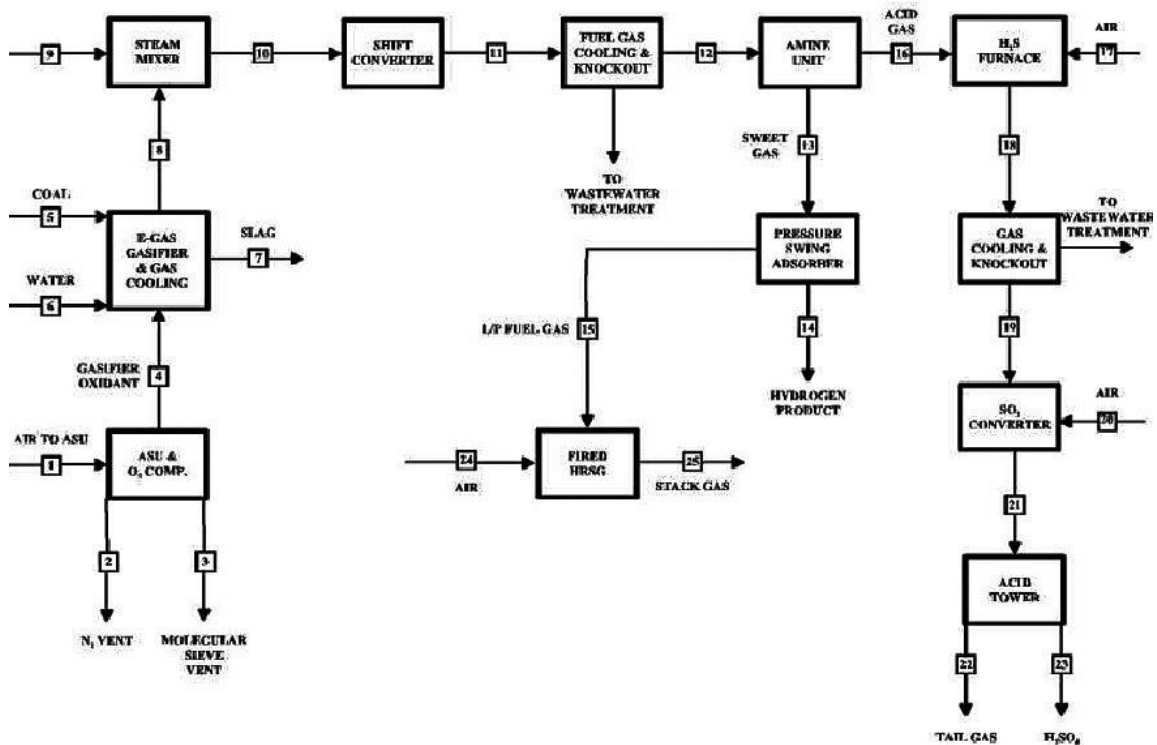 STEAM
MIXER
SHIFT
CONVERTER
FUEL GAS
COOLING &
KNOCKOUT
AMINE
UNIT
ACID
GAS
H₂S
FURNACE
AIR
9
10
11
12
16
17
8
SWEET
GAS
13
18
COAL
5
E-GAS
GASIFIER
& GAS
COOLING
SLAG
7
WATER
6
TO
WASTEWATER
TREATMENT
PRESSURE
SWING
ADSORBER
GAS
COOLING &
KNOCKOUT
TO
WASTEWATER
TREATMENT
GASIFIER
OXIDANT
4
L/P FUEL GAS
15
14
19
HYDROGEN
PRODUCT
AIR TO ASU
1
ASU &
O₂ COMP.
24
AIR
FIRED
HRSG
25
STACK GAS
CONVERTER
AIR
20
2
3
21
N₂ VENT
MOLECULAR
SIEVE
VENT
ACID
TOWER
22
23
TAIL GAS
H₂SO₄